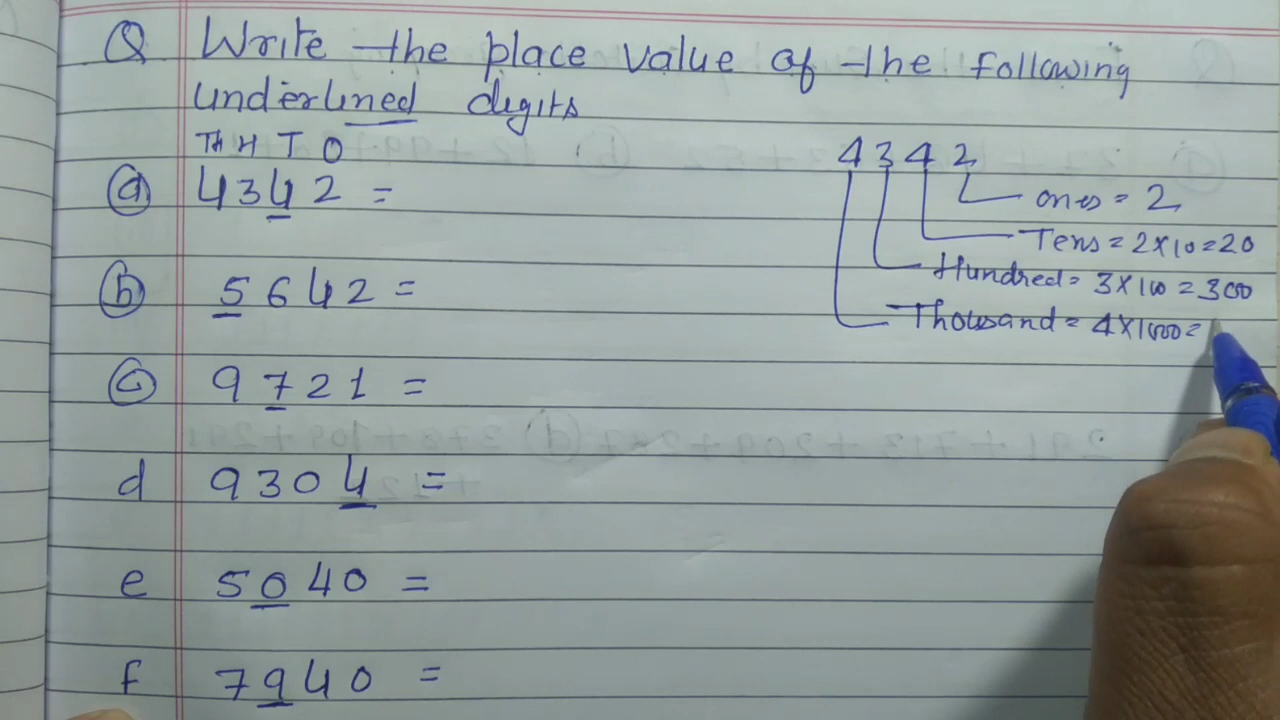 Q Write the place value of the following
underlined digits
Th H T O
a 4342 =
b 5642 =
c 9721 =
d 9304 =
e 5040 =
f 7940 =
4342
ones = 2
Tens = 2×10=20
Hundred = 3×100=300
Thousand = 4×1000=